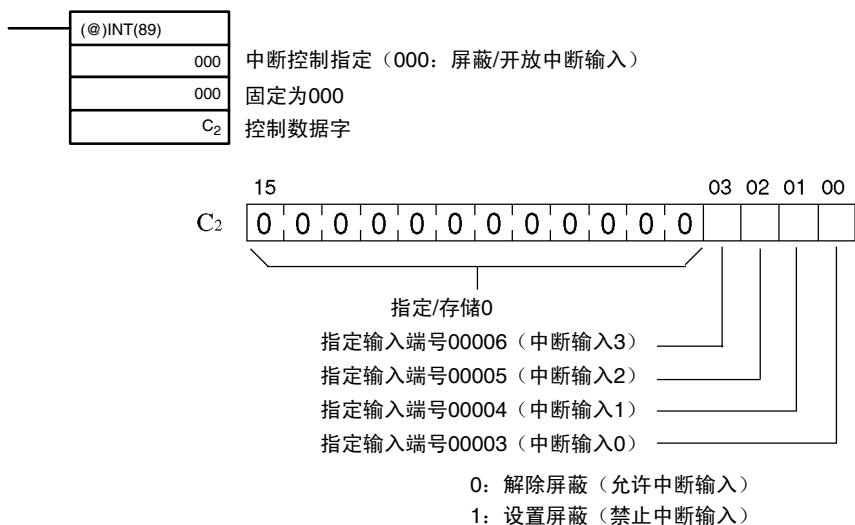 (@)INT(89)
000 中断控制指定（000：屏蔽/开放中断输入）
000 固定为000
C₂ 控制数据字
15 03 02 01 00
C₂ 0 0 0 0 0 0 0 0 0 0 0 0
指定/存储0
指定输入端号00006（中断输入3）
指定输入端号00005（中断输入2）
指定输入端号00004（中断输入1）
指定输入端号00003（中断输入0）
0：解除屏蔽（允许中断输入）
1：设置屏蔽（禁止中断输入）